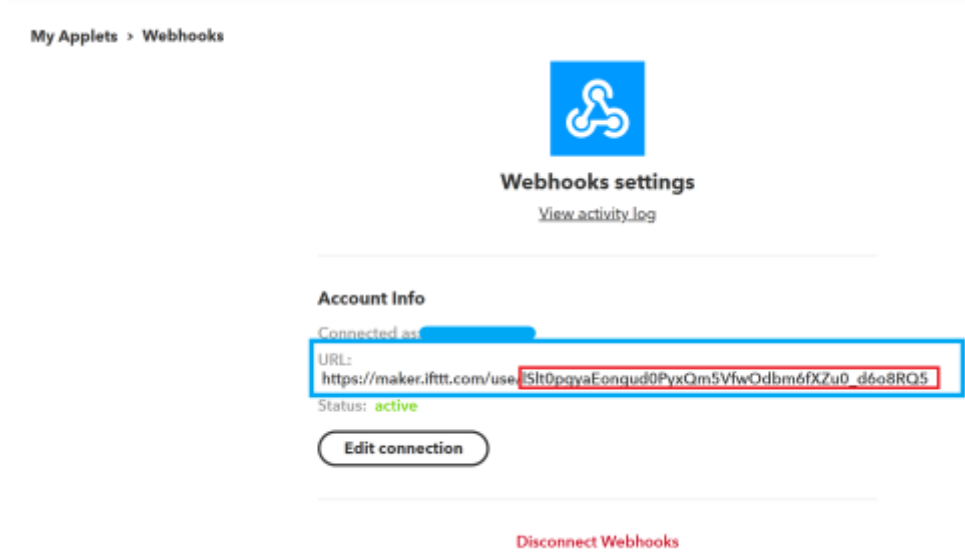 My Applets > Webhooks
Webhooks settings
View activity log
Account Info
Connected as:
URL:
https://maker.ifttt.com/use/lSlt0pqyaEonqud0PyxQm5VfwOdbm6fXZu0_d6o8RQ5
Status: active
Edit connection
Disconnect Webhooks